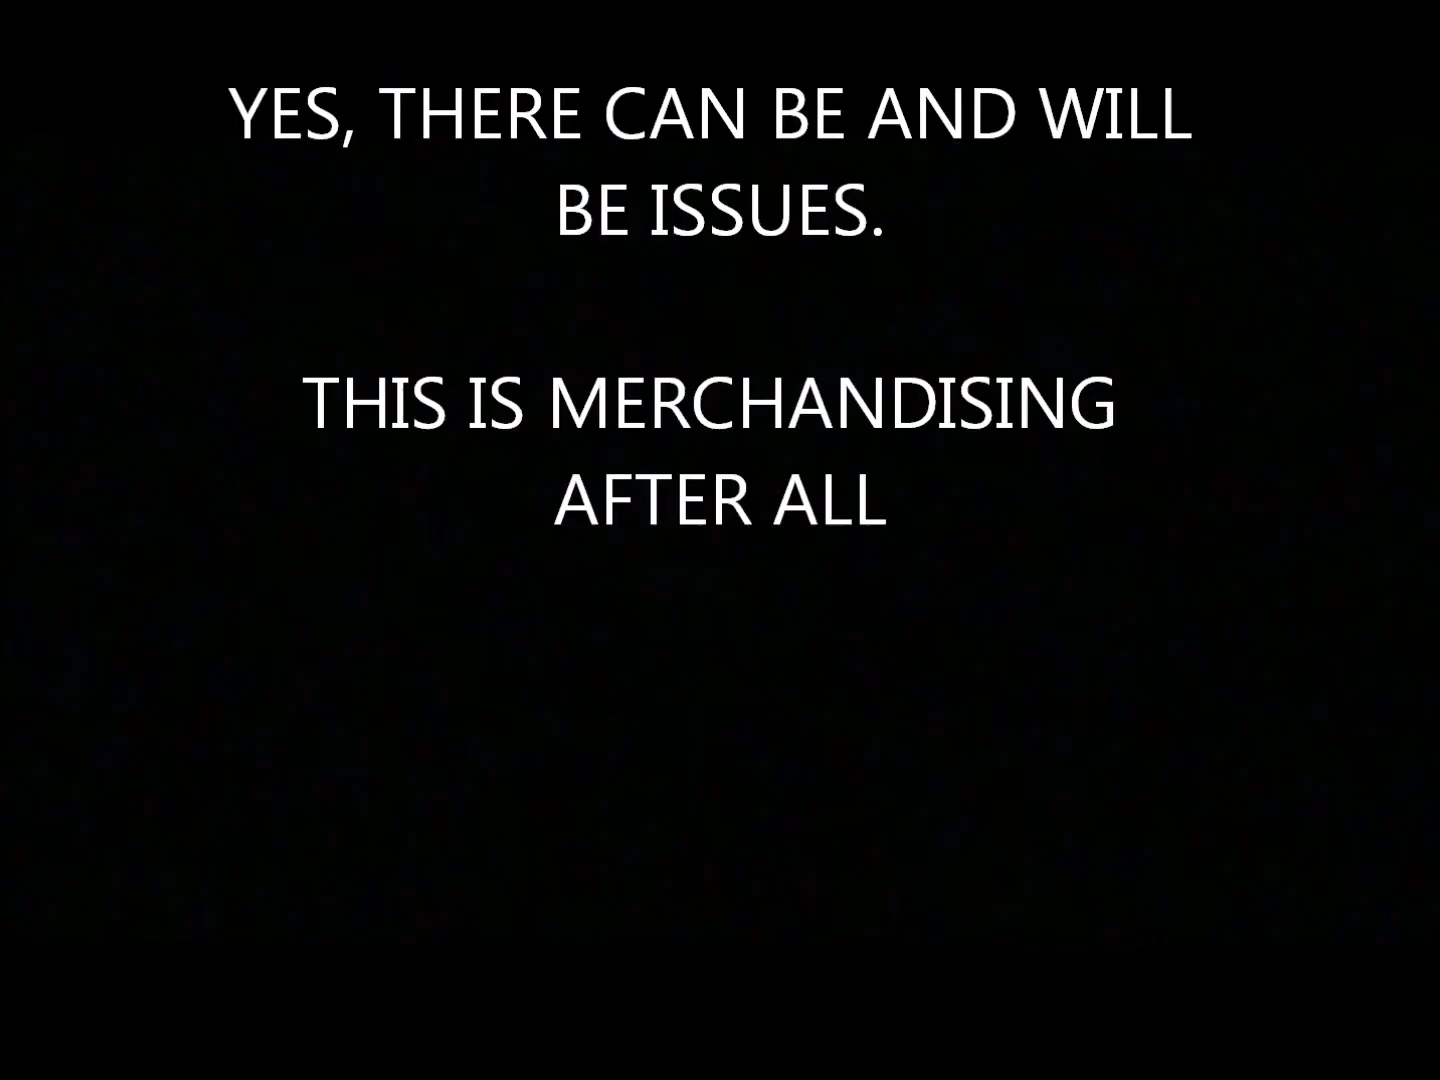 YES, THERE CAN BE AND WILL
BE ISSUES.
THIS IS MERCHANDISING
AFTER ALL